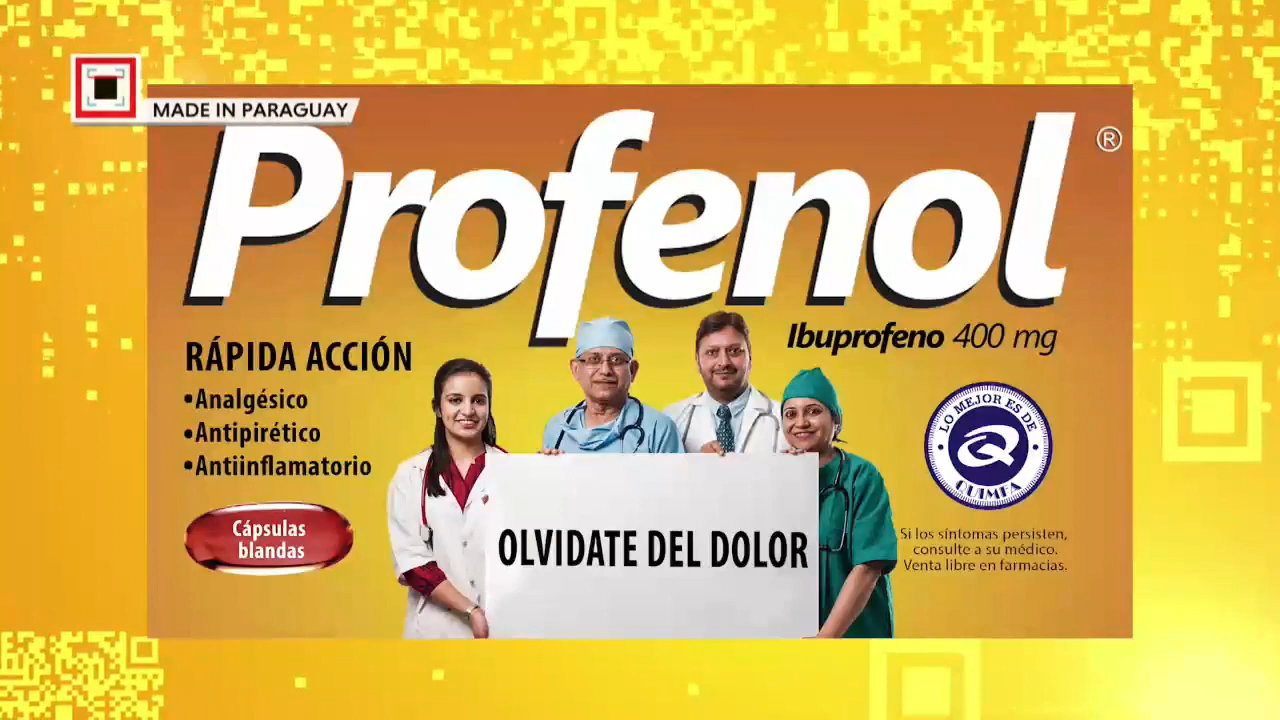 MADE IN PARAGUAY
Profenol®
Ibuprofeno 400 mg
RÁPIDA ACCIÓN
•Analgésico
•Antipirético
•Antiinflamatorio
Cápsulas
blandas
OLVIDATE DEL DOLOR
LO MEJOR ES DE
QUIMFA
Si los síntomas persisten,
consulte a su médico.
Venta libre en farmacias.